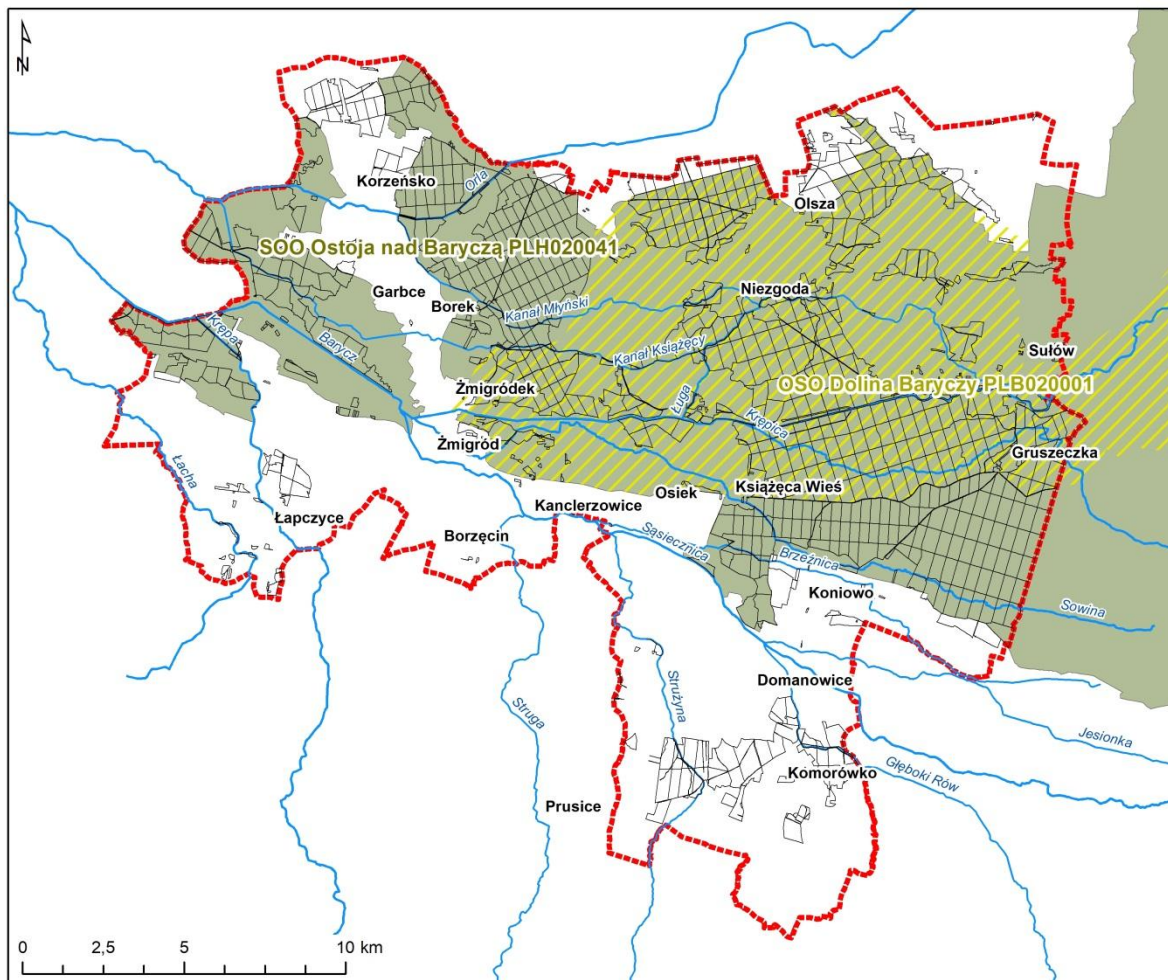 N
Korzeńsko
Orla
Olsza
SOO Ostoja nad Baryczą PLH020041
Garbce
Borek
Kanał Młyński
Niezgoda
Krępa
Barycz
Kanał Książęcy
Sułów
Żmigródek
Ługa
OSO Dolina Baryczy PLB020001
Krępica
Żmigród
Gruszeczka
Łacha
Osiek
Książęca Wieś
Kanclerzowice
Łapczyce
Borzęcin
Sąsiecznica
Brzeźnica
Koniowo
Sowina
Domanowice
Struga
Strużyna
Jesionka
Komorówko
Głęboki Rów
Prusice
0 2,5 5 10 km